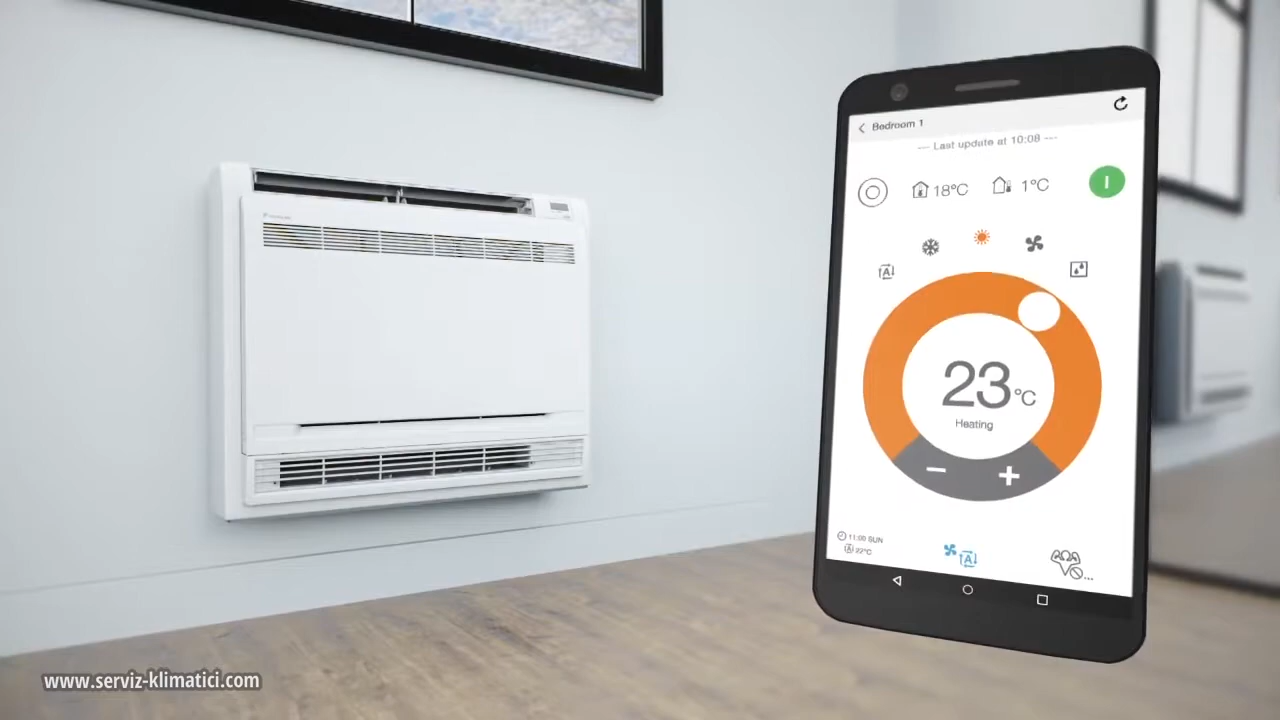 Bedroom 1
--- Last update at 10:08 ---
18°C
1°C
I
A
23°C
Heating
− +
11:00 SUN
A 22°C
A
...
www.serviz-klimatici.com